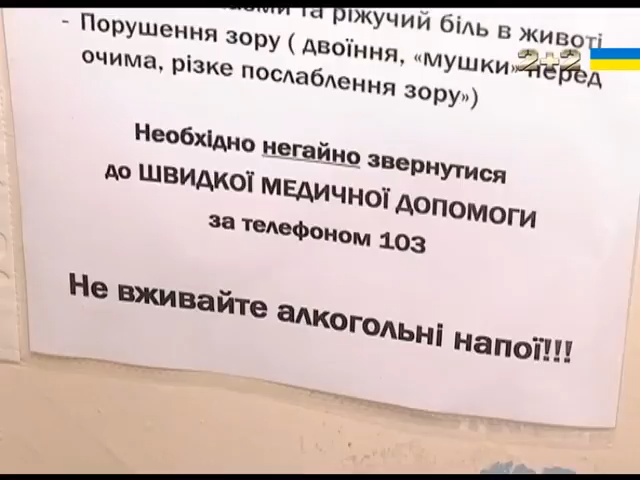 та ріжучий біль в животі
- Порушення зору ( двоїння, «мушки» перед
очима, різке послаблення зору»)
2+2
Необхідно негайно звернутися
до ШВИДКОЇ МЕДИЧНОЇ ДОПОМОГИ
за телефоном 103
Не вживайте алкогольні напої!!!